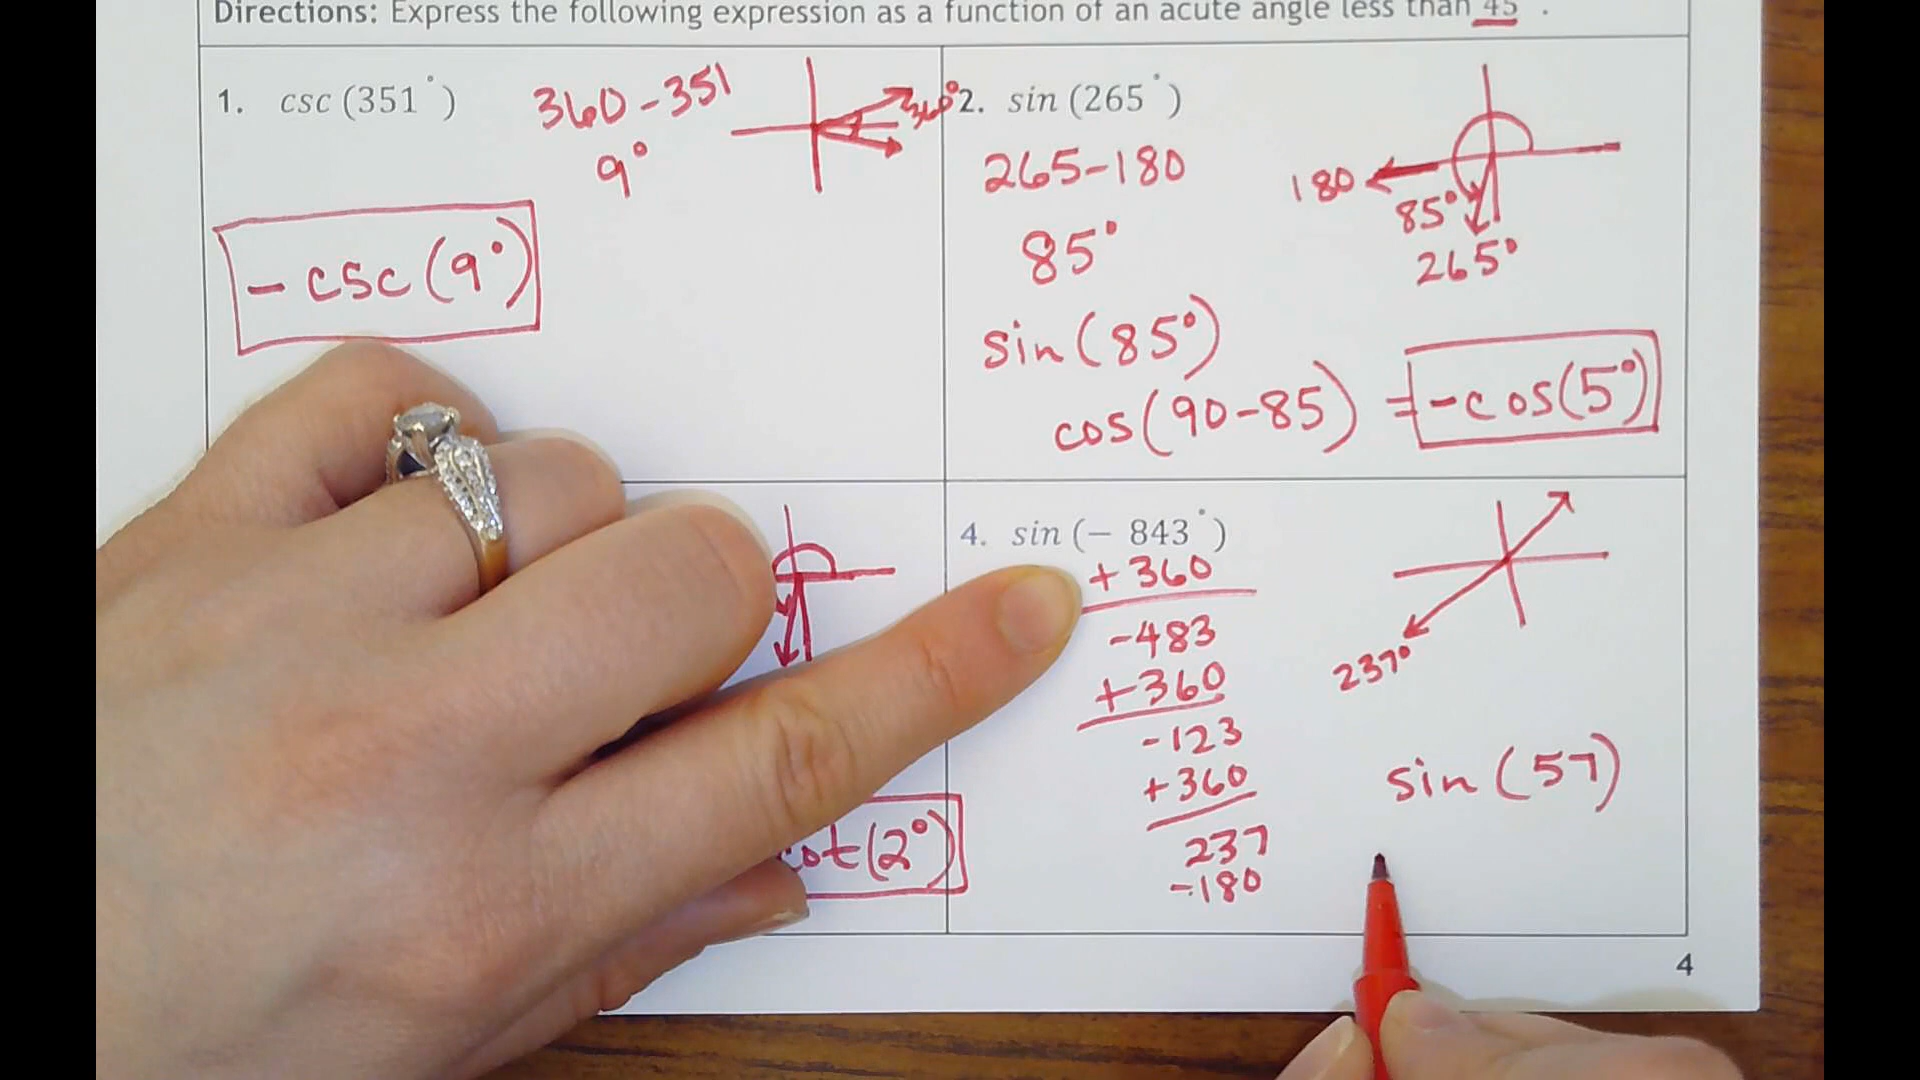 Directions: Express the following expression as a function of an acute angle less than 45°.
1. csc (351°)
360-351
9°
360°
-csc(9°)
2. sin (265°)
265-180
85°
180
85°
265°
sin(85°)
cos(90-85) = -cos(5°)
cot(2°)
4. sin (− 843°)
+360
-483
+360
-123
+360
237
-180
237°
sin(57)
4